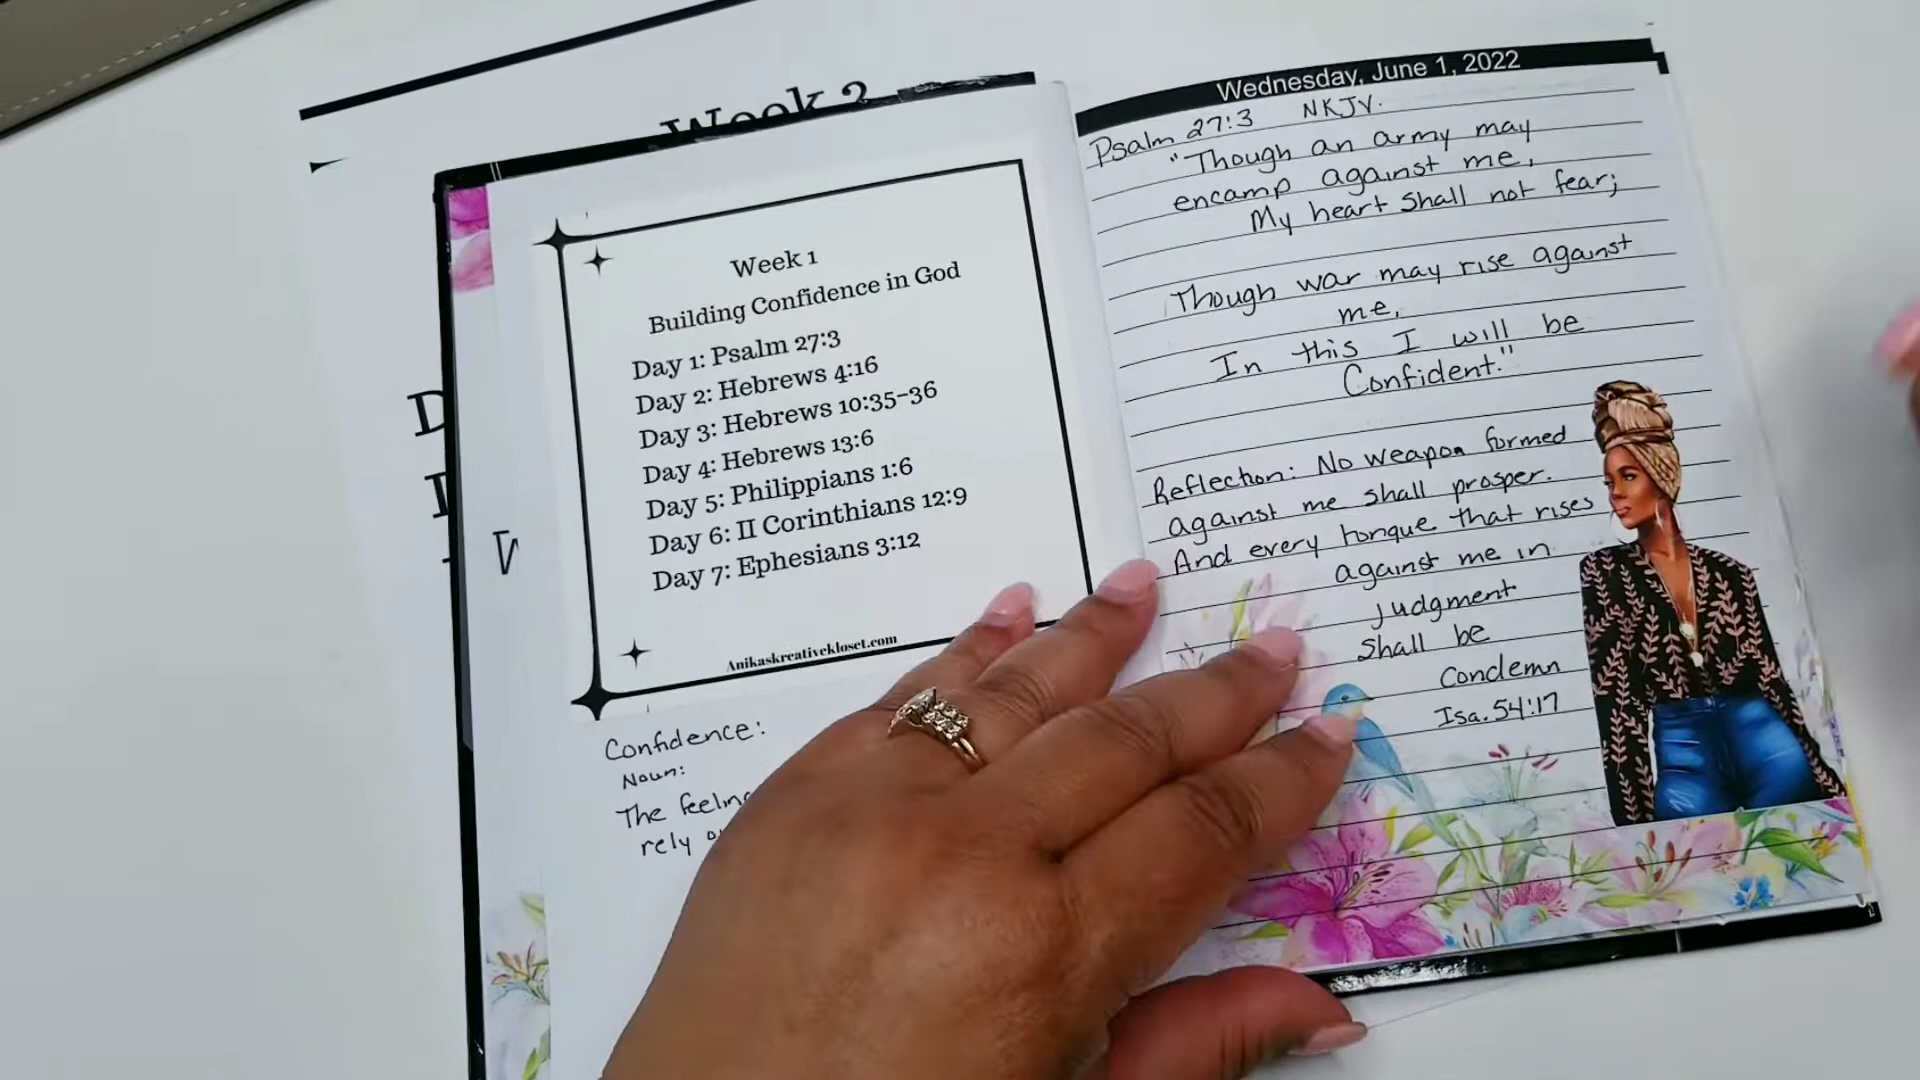 Week 2
Week 1
Building Confidence in God
Day 1: Psalm 27:3
Day 2: Hebrews 4:16
Day 3: Hebrews 10:35-36
Day 4: Hebrews 13:6
Day 5: Philippians 1:6
Day 6: II Corinthians 12:9
Day 7: Ephesians 3:12
Anikaskreativekloset.com
Confidence:
Noun:
The feeling
rely
Wednesday, June 1, 2022
Psalm 27:3 NKJV.
"Though an army may
encamp against me,
My heart shall not fear;
Though war may rise against
me,
In this I will be
Confident."
Reflection: No weapon formed
against me shall prosper.
And every tongue that rises
against me in
judgment
Shall be
Condemn
Isa. 54:17